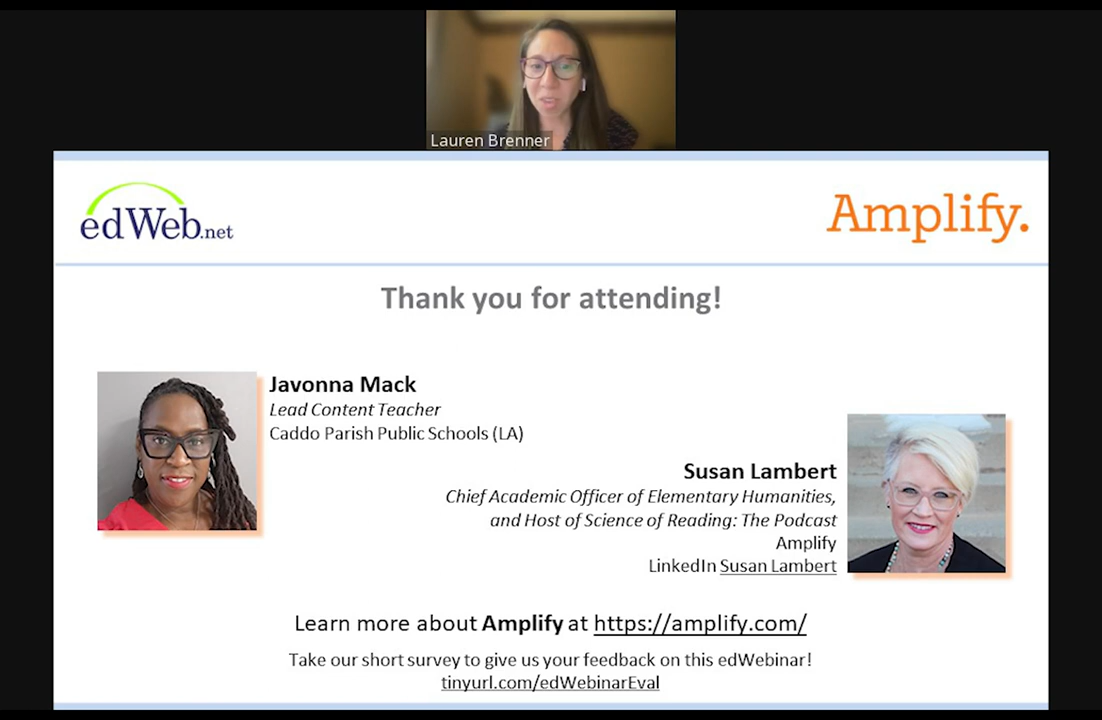 Lauren Brenner
edWeb.net
Amplify.
Thank you for attending!
Javonna Mack
Lead Content Teacher
Caddo Parish Public Schools (LA)
Susan Lambert
Chief Academic Officer of Elementary Humanities,
and Host of Science of Reading: The Podcast
Amplify
LinkedIn Susan Lambert
Learn more about Amplify at https://amplify.com/
Take our short survey to give us your feedback on this edWebinar!
tinyurl.com/edWebinarEval